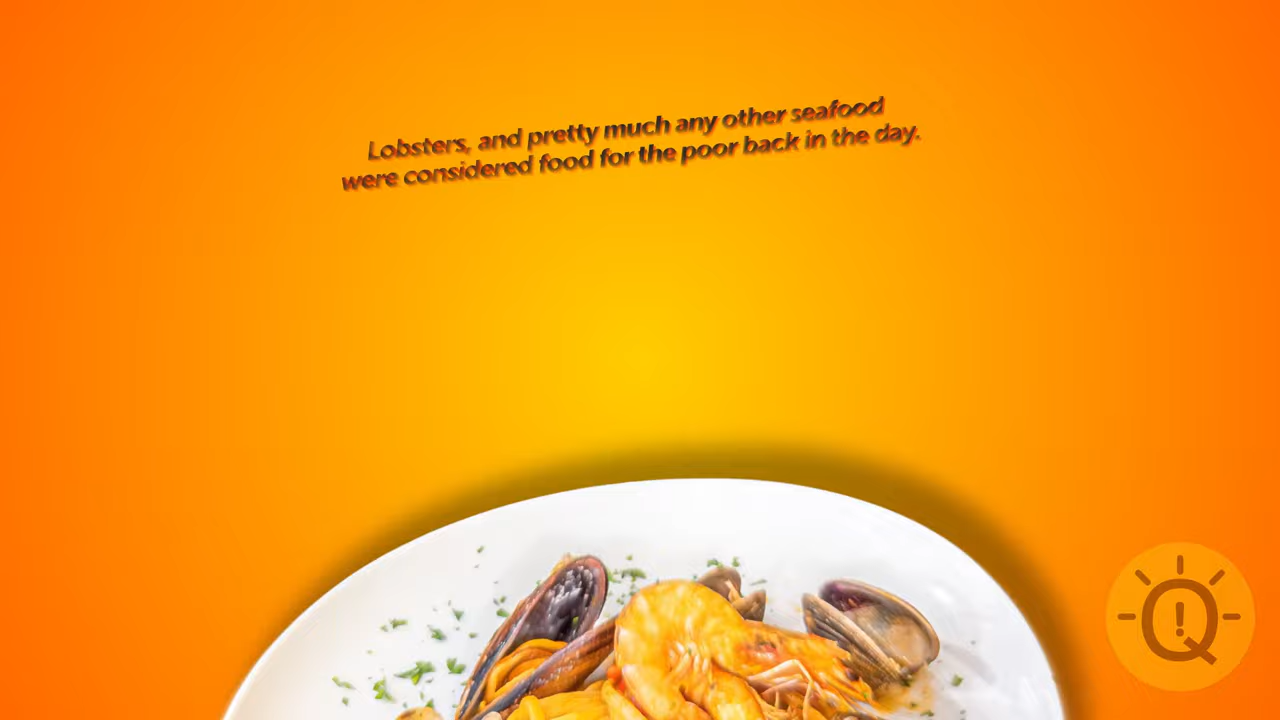 Lobsters, and pretty much any other seafood
were considered food for the poor back in the day.
Q!